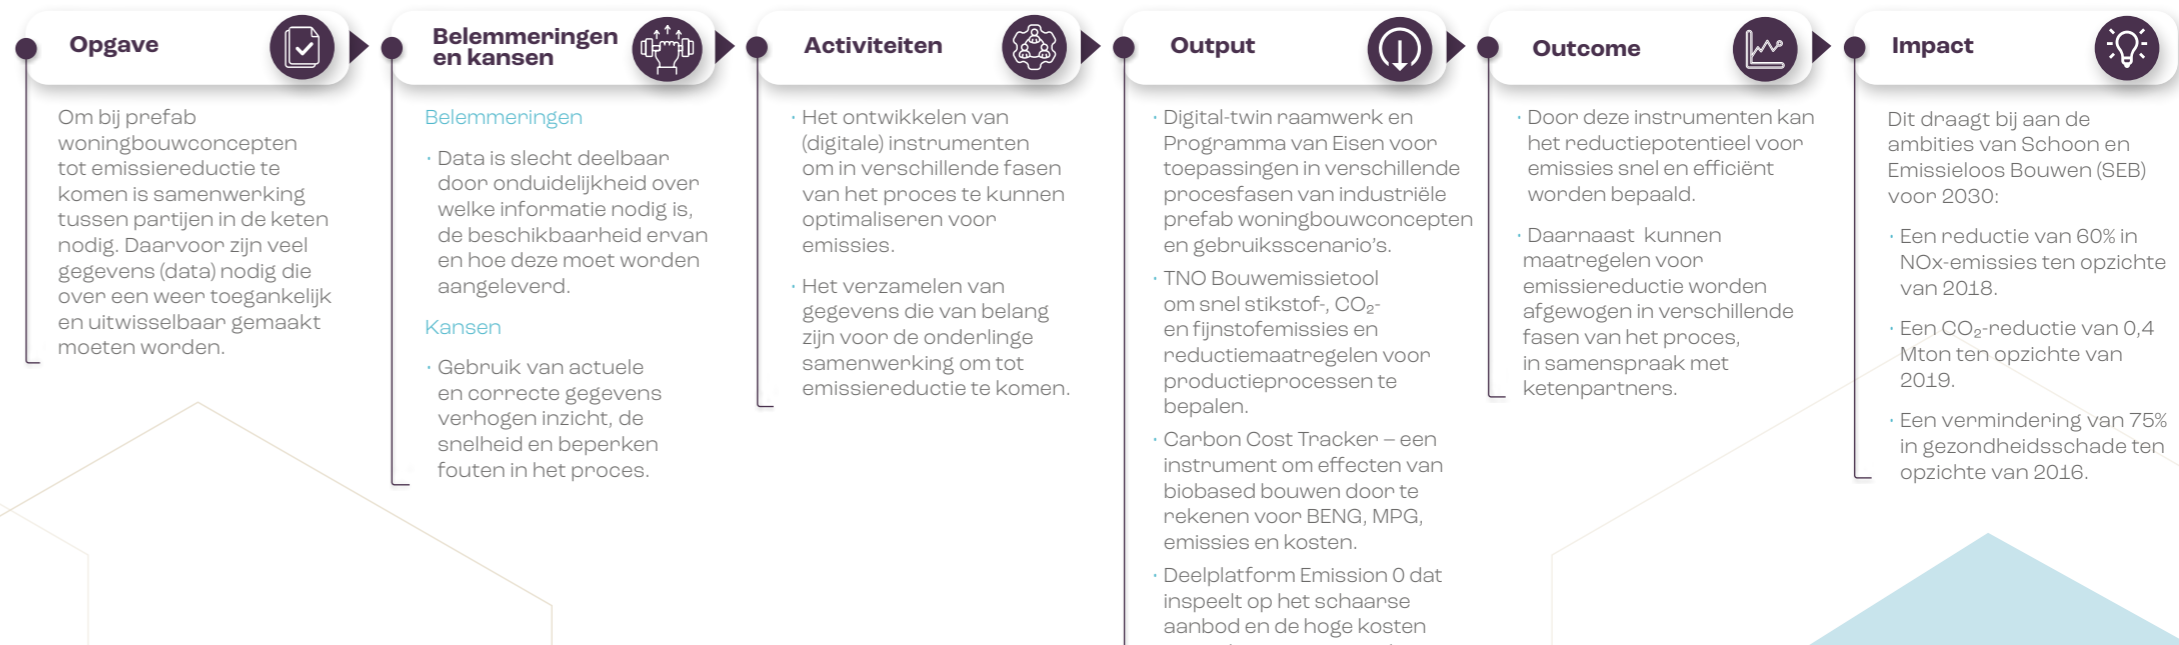 Opgave
Om bij prefab
woningbouwconcepten
tot emissiereductie te
komen is samenwerking
tussen partijen in de keten
nodig. Daarvoor zijn veel
gegevens (data) nodig die
over een weer toegankelijk
en uitwisselbaar gemaakt
moeten worden.
Belemmeringen
en kansen
Belemmeringen
· Data is slecht deelbaar
door onduidelijkheid over
welke informatie nodig is,
de beschikbaarheid ervan
en hoe deze moet worden
aangeleverd.
Kansen
· Gebruik van actuele
en correcte gegevens
verhogen inzicht, de
snelheid en beperken
fouten in het proces.
Activiteiten
· Het ontwikkelen van
(digitale) instrumenten
om in verschillende fasen
van het proces te kunnen
optimaliseren voor
emissies.
· Het verzamelen van
gegevens die van belang
zijn voor de onderlinge
samenwerking om tot
emissiereductie te komen.
Output
· Digital-twin raamwerk en
Programma van Eisen voor
toepassingen in verschillende
procesfasen van industriële
prefab woningbouwconcepten
en gebruiksscenario's.
· TNO Bouwemissietool
om snel stikstof-, CO₂-
en fijnstofemissies en
reductiemaatregelen voor
productieprocessen te
bepalen.
· Carbon Cost Tracker – een
instrument om effecten van
biobased bouwen door te
rekenen voor BENG, MPG,
emissies en kosten.
· Deelplatform Emission 0 dat
inspeelt op het schaarse
aanbod en de hoge kosten
Outcome
· Door deze instrumenten kan
het reductiepotentieel voor
emissies snel en efficiënt
worden bepaald.
· Daarnaast kunnen
maatregelen voor
emissiereductie worden
afgewogen in verschillende
fasen van het proces,
in samenspraak met
ketenpartners.
Impact
Dit draagt bij aan de
ambities van Schoon en
Emissieloos Bouwen (SEB)
voor 2030:
· Een reductie van 60% in
NOx-emissies ten opzichte
van 2018.
· Een CO₂-reductie van 0,4
Mton ten opzichte van
2019.
· Een vermindering van 75%
in gezondheidsschade ten
opzichte van 2016.